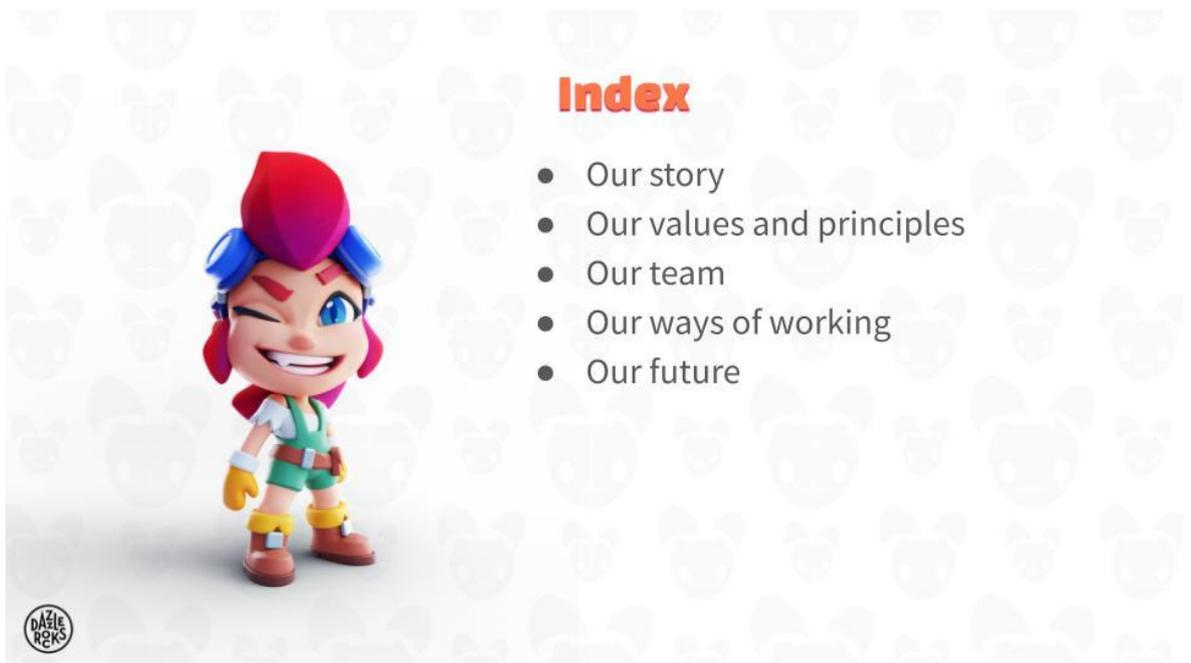 Index
● Our story
● Our values and principles
● Our team
● Our ways of working
● Our future
DAZZLE
ROCKS